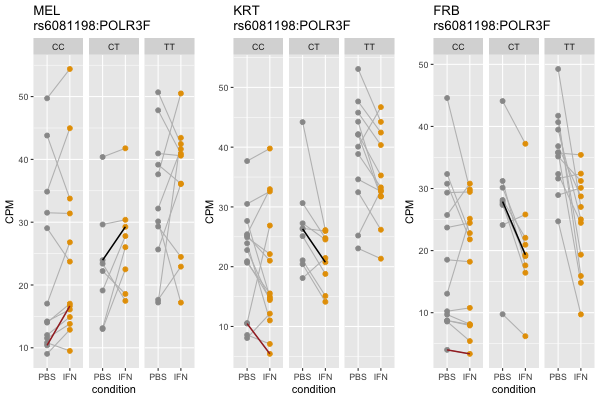 MEL
rs6081198:POLR3F
CC CT TT
CPM
50
40
30
20
10
PBS IFN PBS IFN PBS IFN
condition
KRT
rs6081198:POLR3F
CC CT TT
CPM
50
40
30
20
10
PBS IFN PBS IFN PBS IFN
condition
FRB
rs6081198:POLR3F
CC CT TT
CPM
50
40
30
20
10
PBS IFN PBS IFN PBS IFN
condition